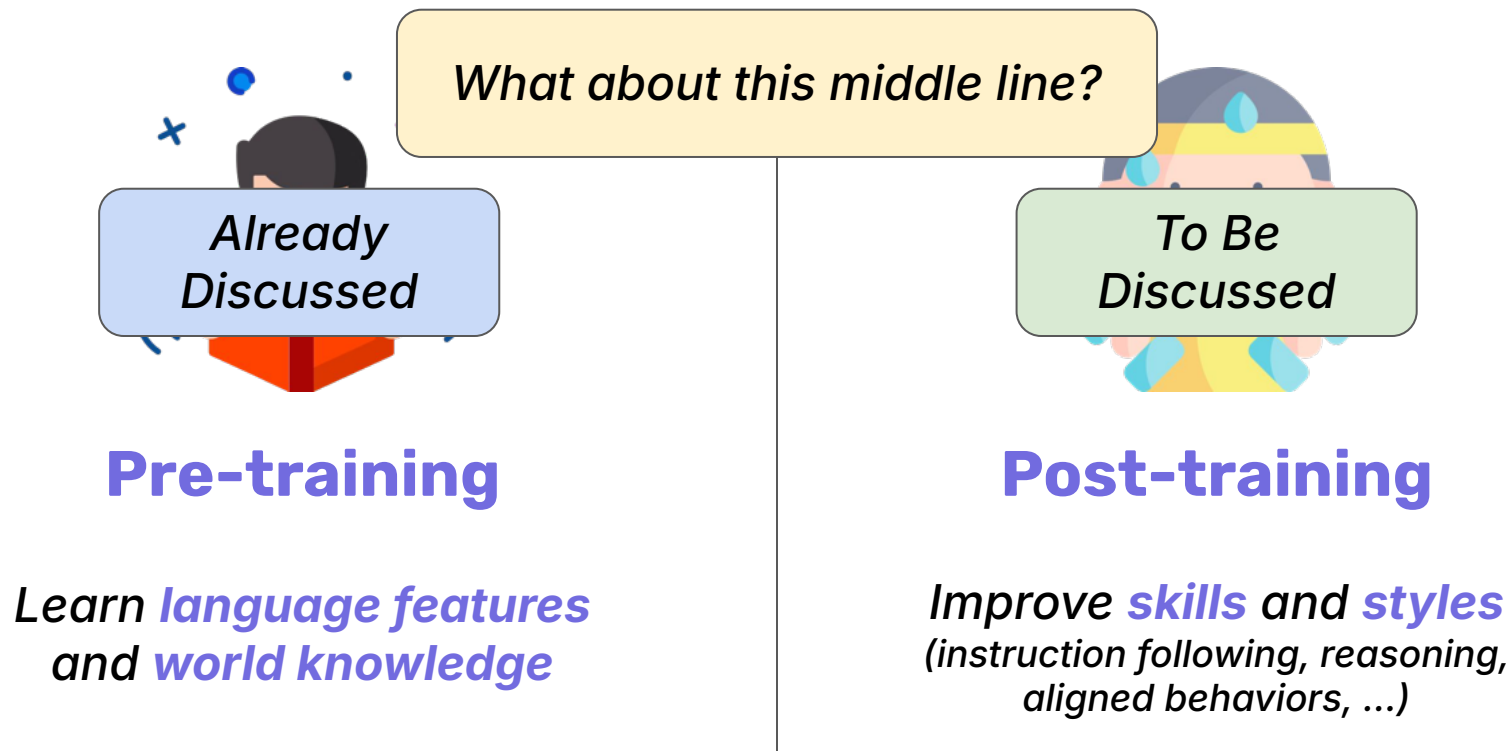 What about this middle line?
Already
Discussed
To Be
Discussed
Pre-training
Post-training
Learn language features
and world knowledge
Improve skills and styles
(instruction following, reasoning,
aligned behaviors, ...)